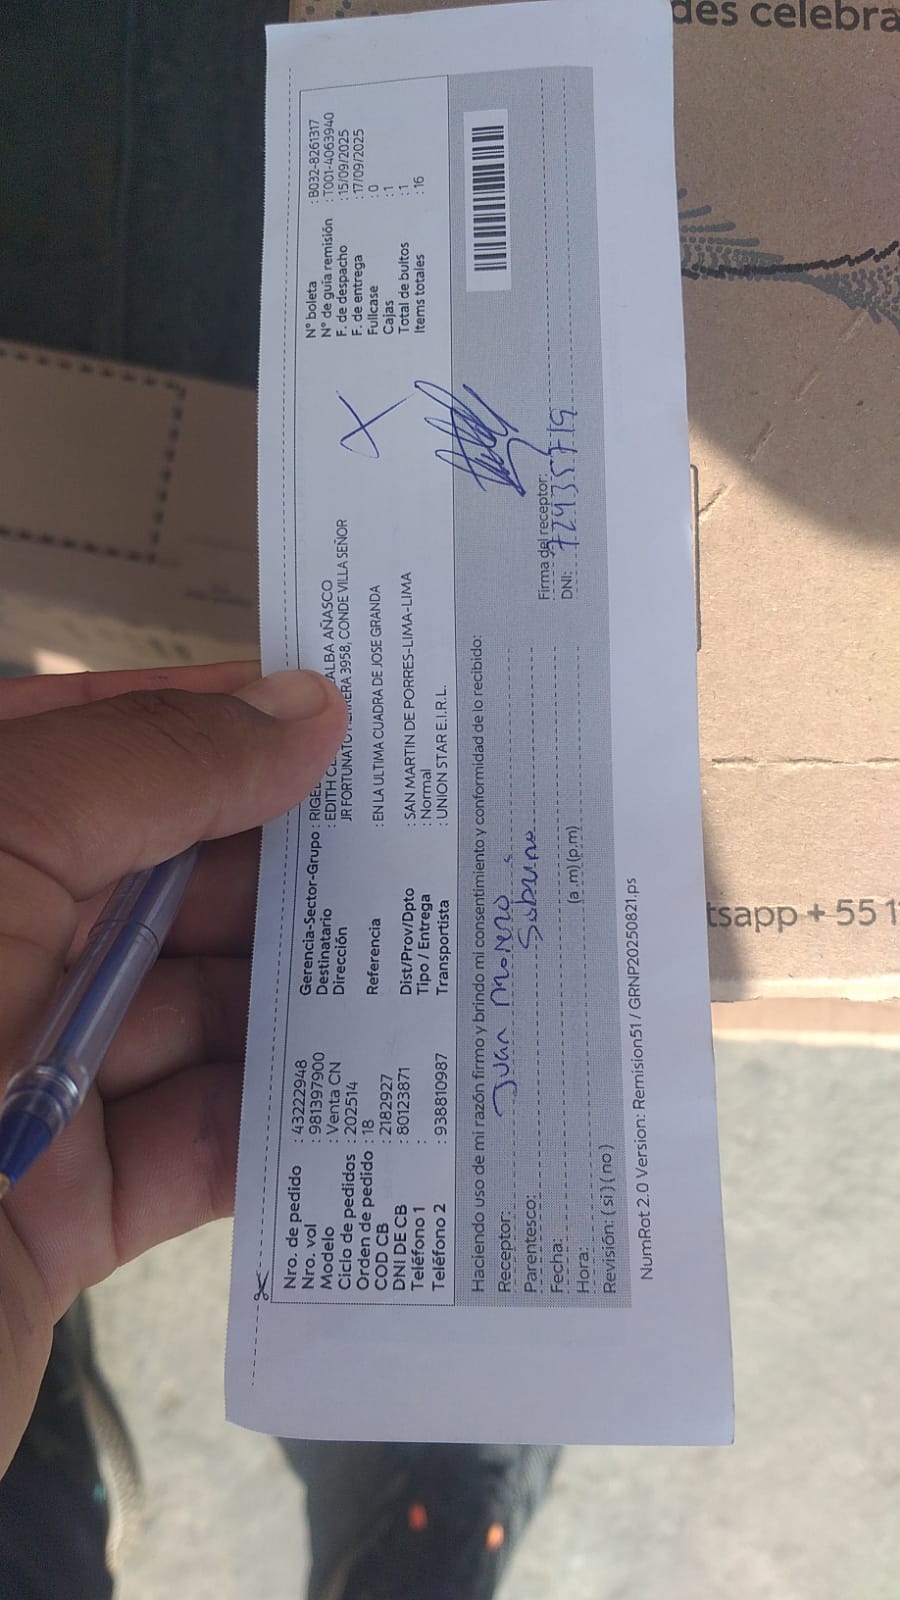 des celebra
Nro. de pedido : 43222948
Nro. vol : 981397900
Modelo : Venta CN
Ciclo de pedidos : 202514
Orden de pedido : 18
COD CB : 2182927
DNI DE CB : 80123871
Teléfono 1 :
Teléfono 2 : 938810987
Gerencia-Sector-Grupo :
Destinatario : EDITH ALBA AÑASCO
Dirección JR FORTUNATO 3958, CONDE VILLA SEÑOR
Referencia : EN LA ULTIMA CUADRA DE JOSE GRANDA
Dist/Prov/Dpto : SAN MARTIN DE PORRES-LIMA-LIMA
Tipo / Entrega : Normal
Transportista : UNION STAR E.I.R.L.
N° boleta : B032-8261317
N° de guía remisión : T001-4063940
F. de despacho : 15/09/2025
F. de entrega : 17/09/2025
Fullcase : 0
Cajas : 1
Total de bultos : 1
Items totales : 16
Haciendo uso de mi razón firmo y brindo mi consentimiento y conformidad de lo recibido:
Receptor: Juan Moreno
Parentesco: Sobrino
Fecha:
Hora: (a .m) (p.m)
Revisión: ( si ) ( no )
Firma del receptor:
DNI: 72435719
NumRot 2.0 Version: Remision51 / GRNP20250821.ps
tsapp + 55 1